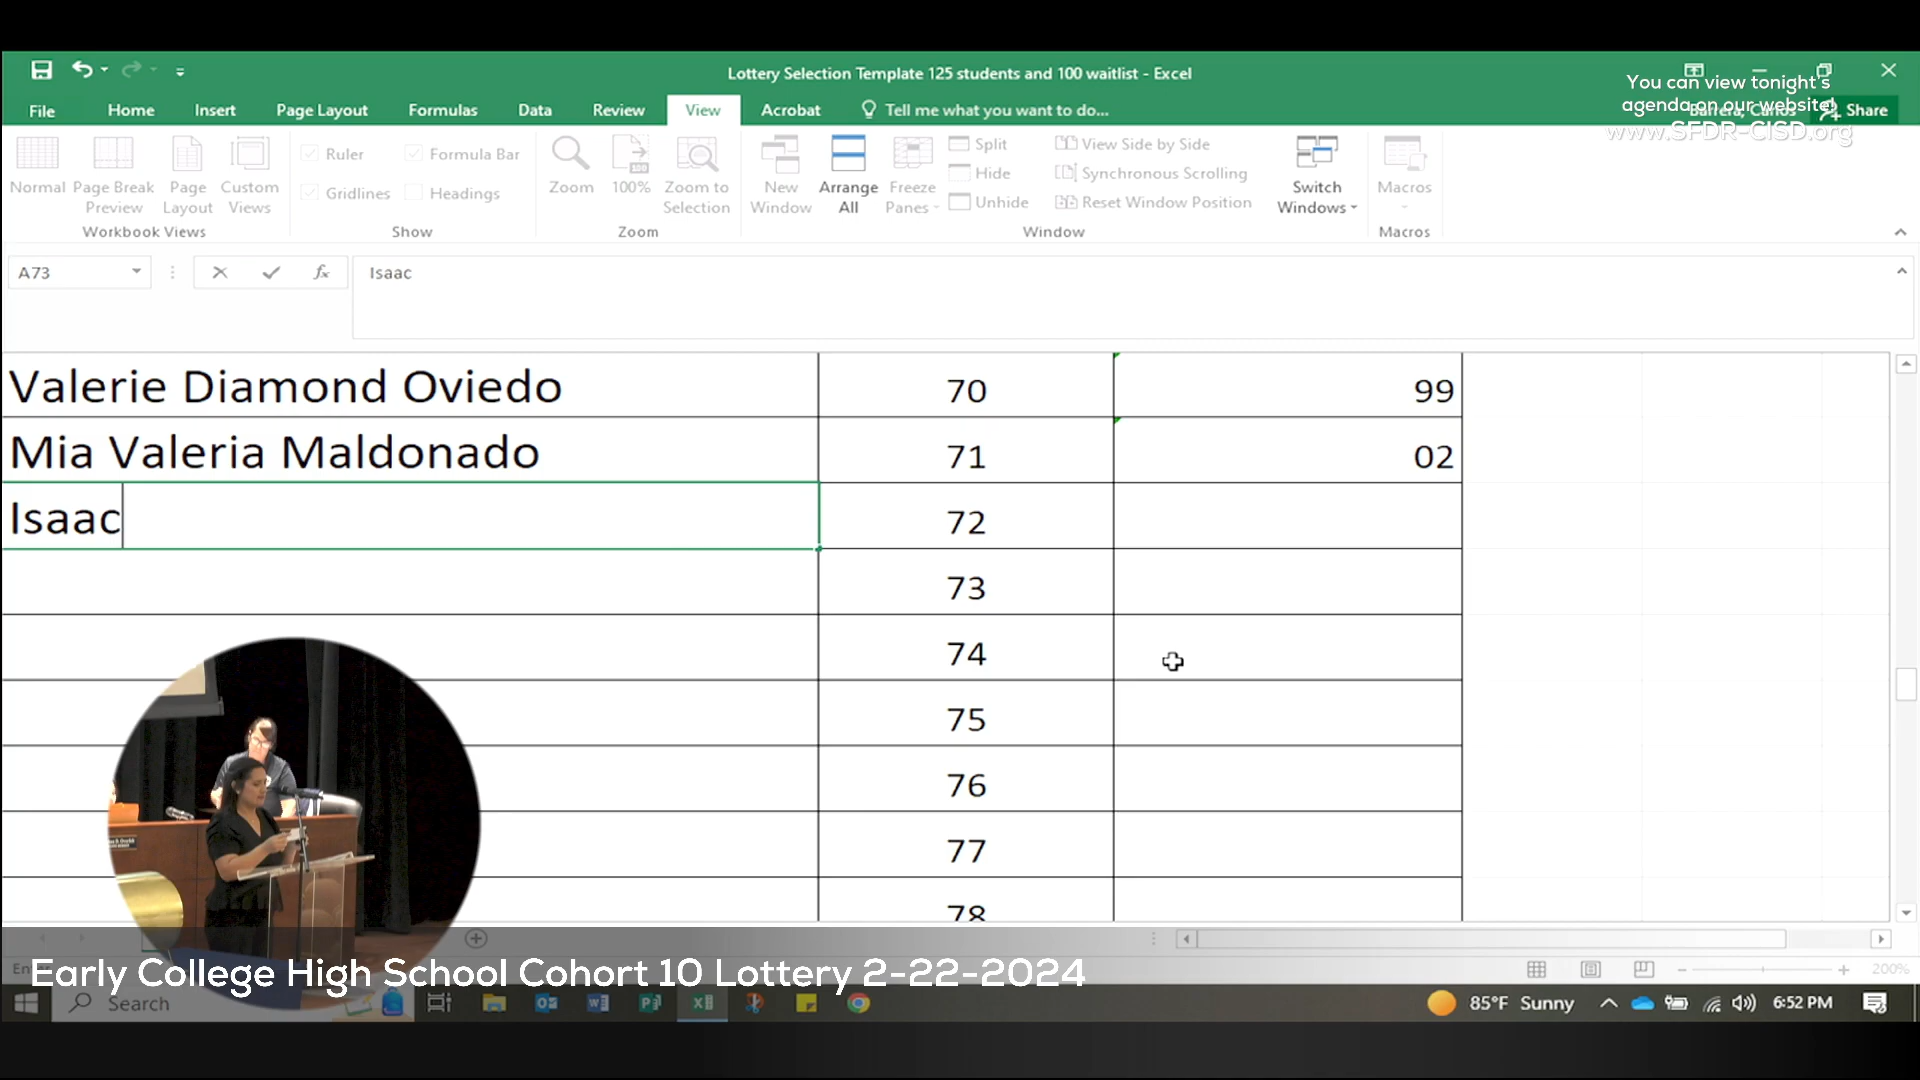 Lottery Selection Template 125 students and 100 waitlist - Excel
You can view tonight's
agenda on our website!
www.SFDR-CISD.org
File Home Insert Page Layout Formulas Data Review View Acrobat Tell me what you want to do... Barrera, Carlos Share
Normal Page Break Preview Page Layout Custom Views
Workbook Views
Ruler Formula Bar
Gridlines Headings
Show
Zoom 100% Zoom to Selection
Zoom
New Window Arrange All Freeze Panes
Split
Hide
Unhide
View Side by Side
Synchronous Scrolling
Reset Window Position
Switch Windows
Window
Macros
Macros
A73 fx Isaac
Valerie Diamond Oviedo 70 99
Mia Valeria Maldonado 71 02
Isaac 72
73
74
75
76
77
78
Early College High School Cohort 10 Lottery 2-22-2024
200%
Search
85°F Sunny 6:52 PM